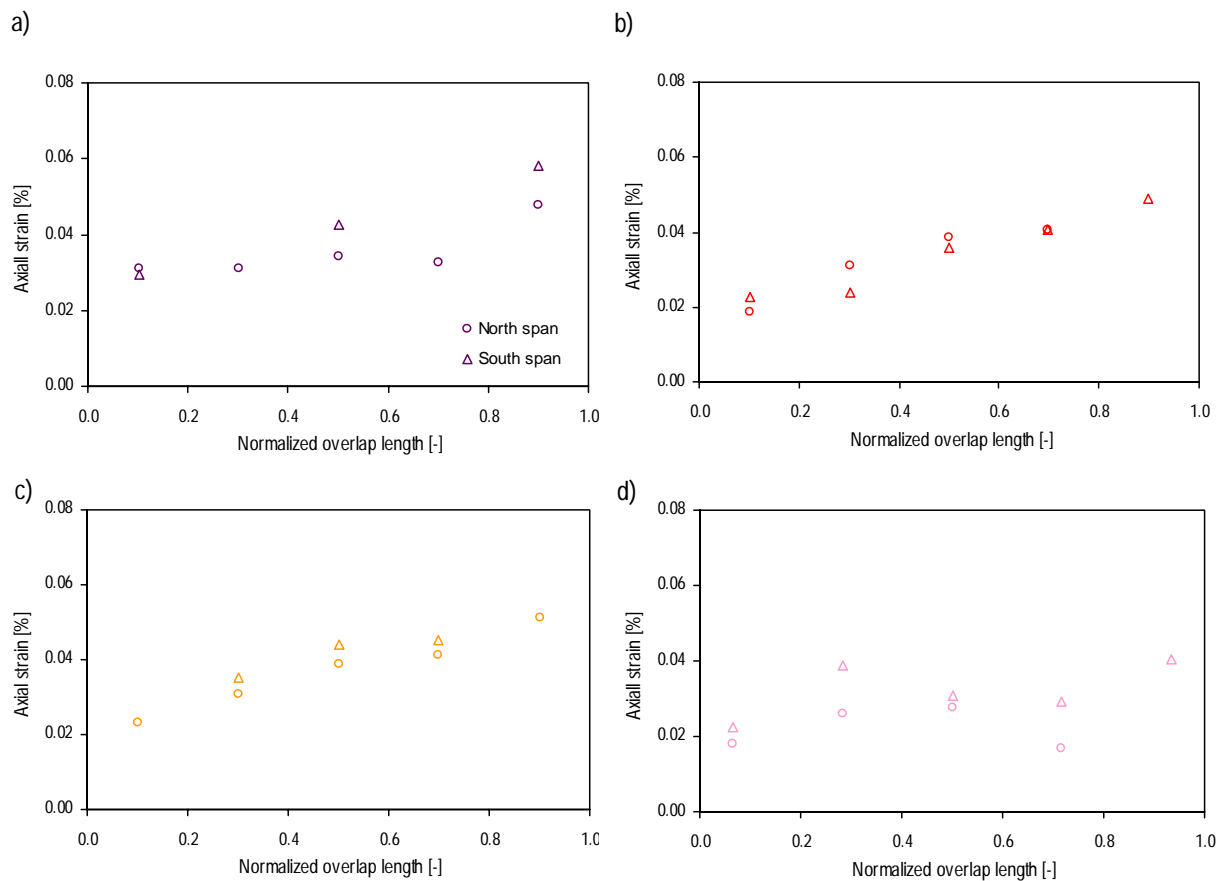 a)
0.08
0.06
0.04
0.02
0.00
Axiall strain [%]
North span
South span
0.0 0.2 0.4 0.6 0.8 1.0
Normalized overlap length [-]
b)
0.08
0.06
0.04
0.02
0.00
Axiall strain [%]
0.0 0.2 0.4 0.6 0.8 1.0
Normalized overlap length [-]
c)
0.08
0.06
0.04
0.02
0.00
Axial strain [%]
0.0 0.2 0.4 0.6 0.8 1.0
Normalized overlap length [-]
d)
0.08
0.06
0.04
0.02
0.00
Axiall strain [%]
0.0 0.2 0.4 0.6 0.8 1.0
Normalized overlap length [-]